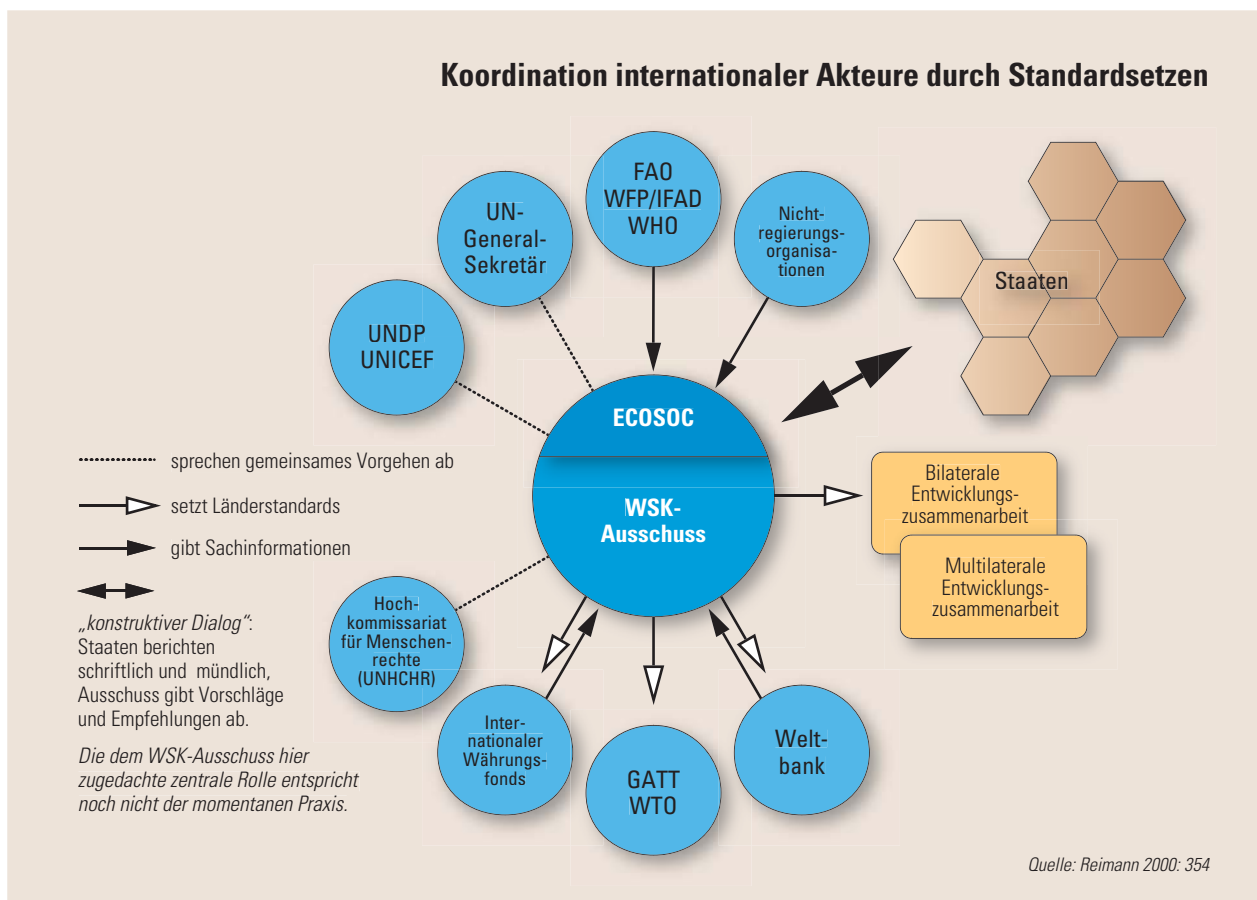 Koordination internationaler Akteure durch Standardsetzen
FAO
WFP/IFAD
WHO
UN-
General-
Sekretär
Nicht-
regierungs-
organisa-
tionen
Staaten
UNDP
UNICEF
ECOSOC
WSK-
Ausschuss
sprechen gemeinsames Vorgehen ab
setzt Länderstandards
gibt Sachinformationen
„konstruktiver Dialog“:
Staaten berichten
schriftlich und mündlich,
Ausschuss gibt Vorschläge
und Empfehlungen ab.
Die dem WSK-Ausschuss hier
zugedachte zentrale Rolle entspricht
noch nicht der momentanen Praxis.
Bilaterale
Entwicklungs-
zusammenarbeit
Multilaterale
Entwicklungs-
zusammenarbeit
Hoch-
kommissariat
für Menschen-
rechte
(UNHCHR)
Inter-
nationaler
Währungs-
fonds
GATT
WTO
Welt-
bank
Quelle: Reimann 2000: 354